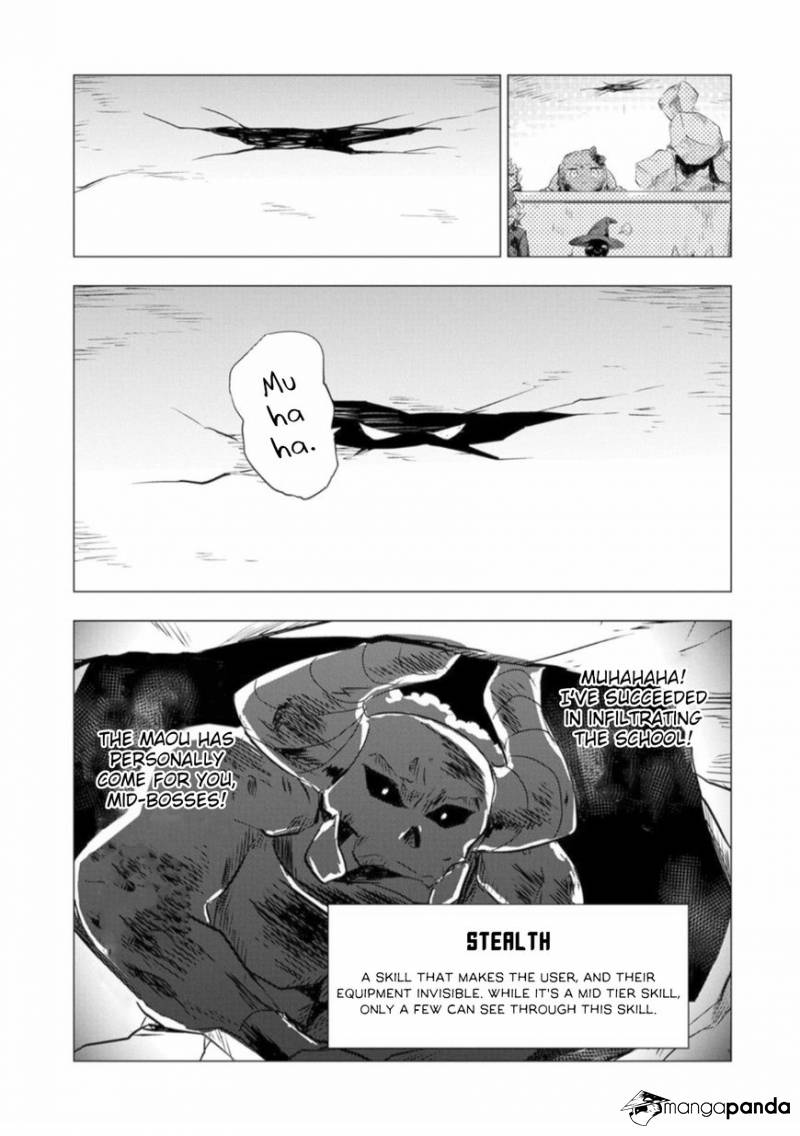 Mu
ha
ha.
MUHAHAHA!
I'VE SUCCEEDED
IN INFILTRATING
THE SCHOOL!
THE MAOU HAS
PERSONALLY
COME FOR YOU,
MID-BOSSES!
STEALTH
A SKILL THAT MAKES THE USER, AND THEIR
EQUIPMENT INVISIBLE. WHILE IT'S A MID TIER SKILL,
ONLY A FEW CAN SEE THROUGH THIS SKILL.
mangapanda